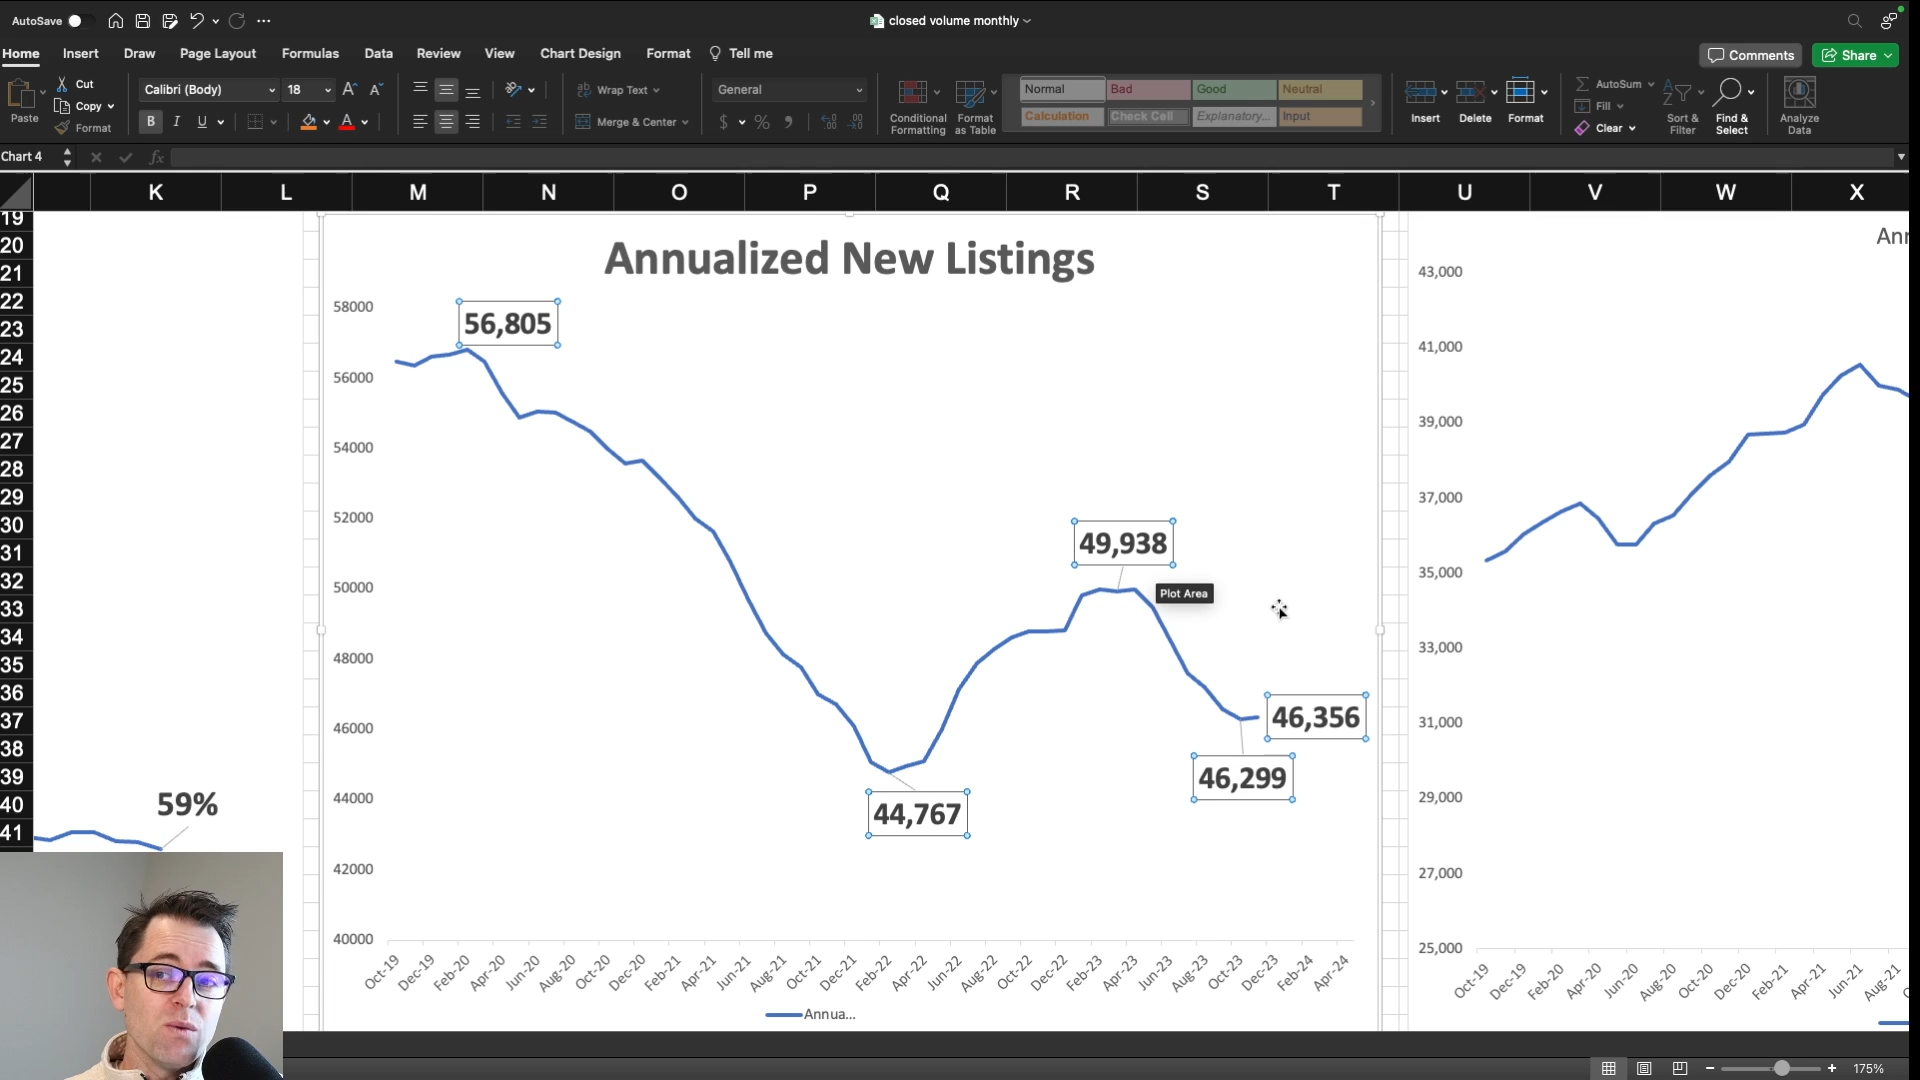 AutoSave
closed volume monthly
Home Insert Draw Page Layout Formulas Data Review View Chart Design Format Tell me
Comments Share
Paste
Cut
Copy
Format
Calibri (Body) 18
B I U
Wrap Text
Merge & Center
General
$ % 9
Conditional Formatting
Format as Table
Normal Bad Good Neutral
Calculation Check Cell Explanatory... Input
Insert Delete Format
AutoSum
Fill
Clear
Sort & Filter
Find & Select
Analyze Data
Chart 4 fx
K L M N O P Q R S T U V W X
19
20
21
22
23
24
25
26
27
28
29
30
31
32
33
34
35
36
37
38
39
40
41
59%
Annualized New Listings
58000
56000
54000
52000
50000
48000
46000
44000
42000
40000
56,805
49,938
Plot Area
46,356
46,299
44,767
Oct-19 Dec-19 Feb-20 Apr-20 Jun-20 Aug-20 Oct-20 Dec-20 Feb-21 Apr-21 Jun-21 Aug-21 Oct-21 Dec-21 Feb-22 Apr-22 Jun-22 Aug-22 Oct-22 Dec-22 Feb-23 Apr-23 Jun-23 Aug-23 Oct-23 Dec-23 Feb-24 Apr-24
Annua...
Ann
43,000
41,000
39,000
37,000
35,000
33,000
31,000
29,000
27,000
25,000
Oct-19 Dec-19 Feb-20 Apr-20 Jun-20 Aug-20 Oct-20 Dec-20 Feb-21 Apr-21 Jun-21 Aug-21
175%